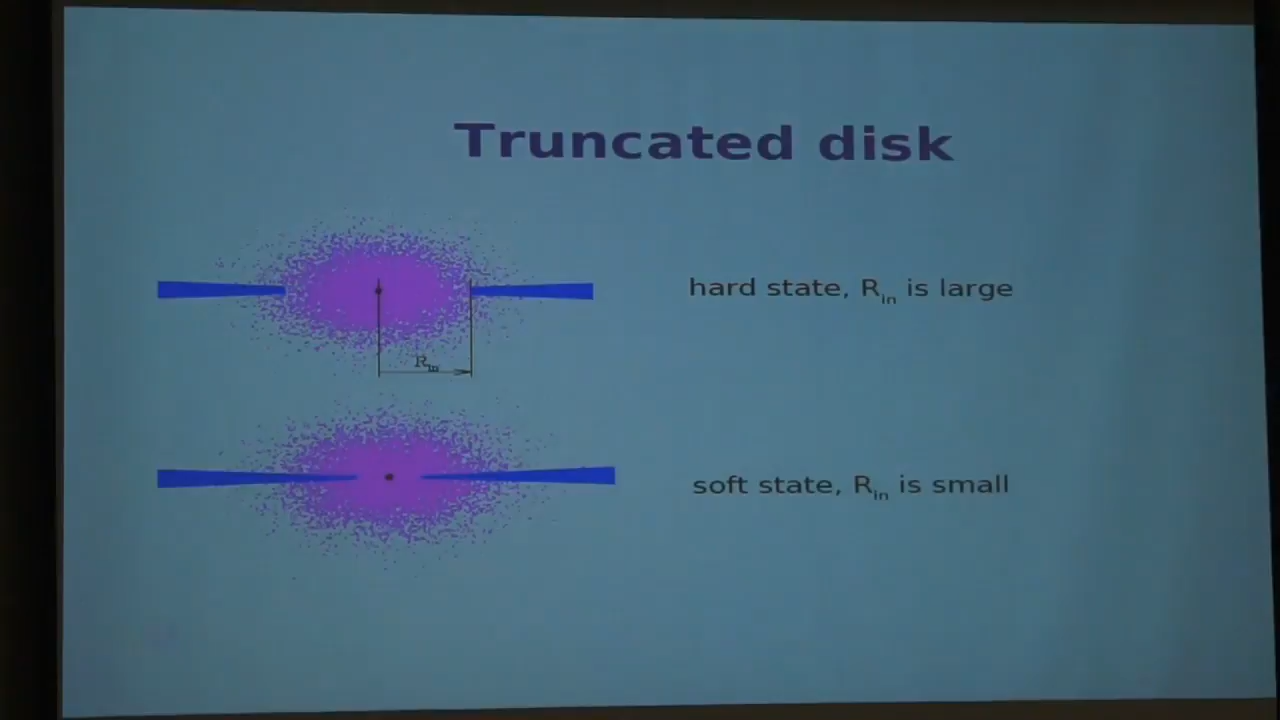 Truncated disk
hard state, R_in is large
R_in
soft state, R_in is small